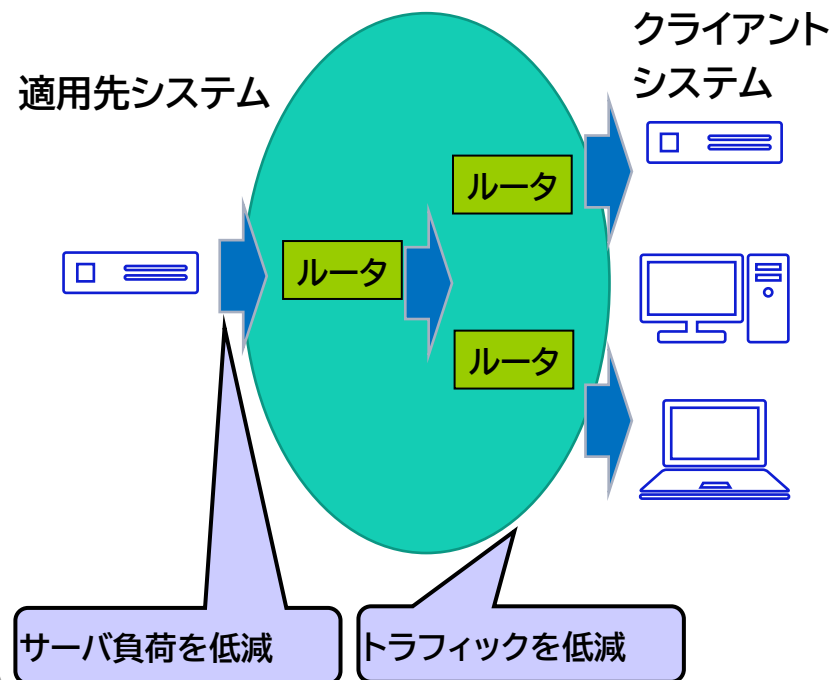 クライアント
システム
適用先システム
ルータ
ルータ
ルータ
サーバ負荷を低減
トラフィックを低減